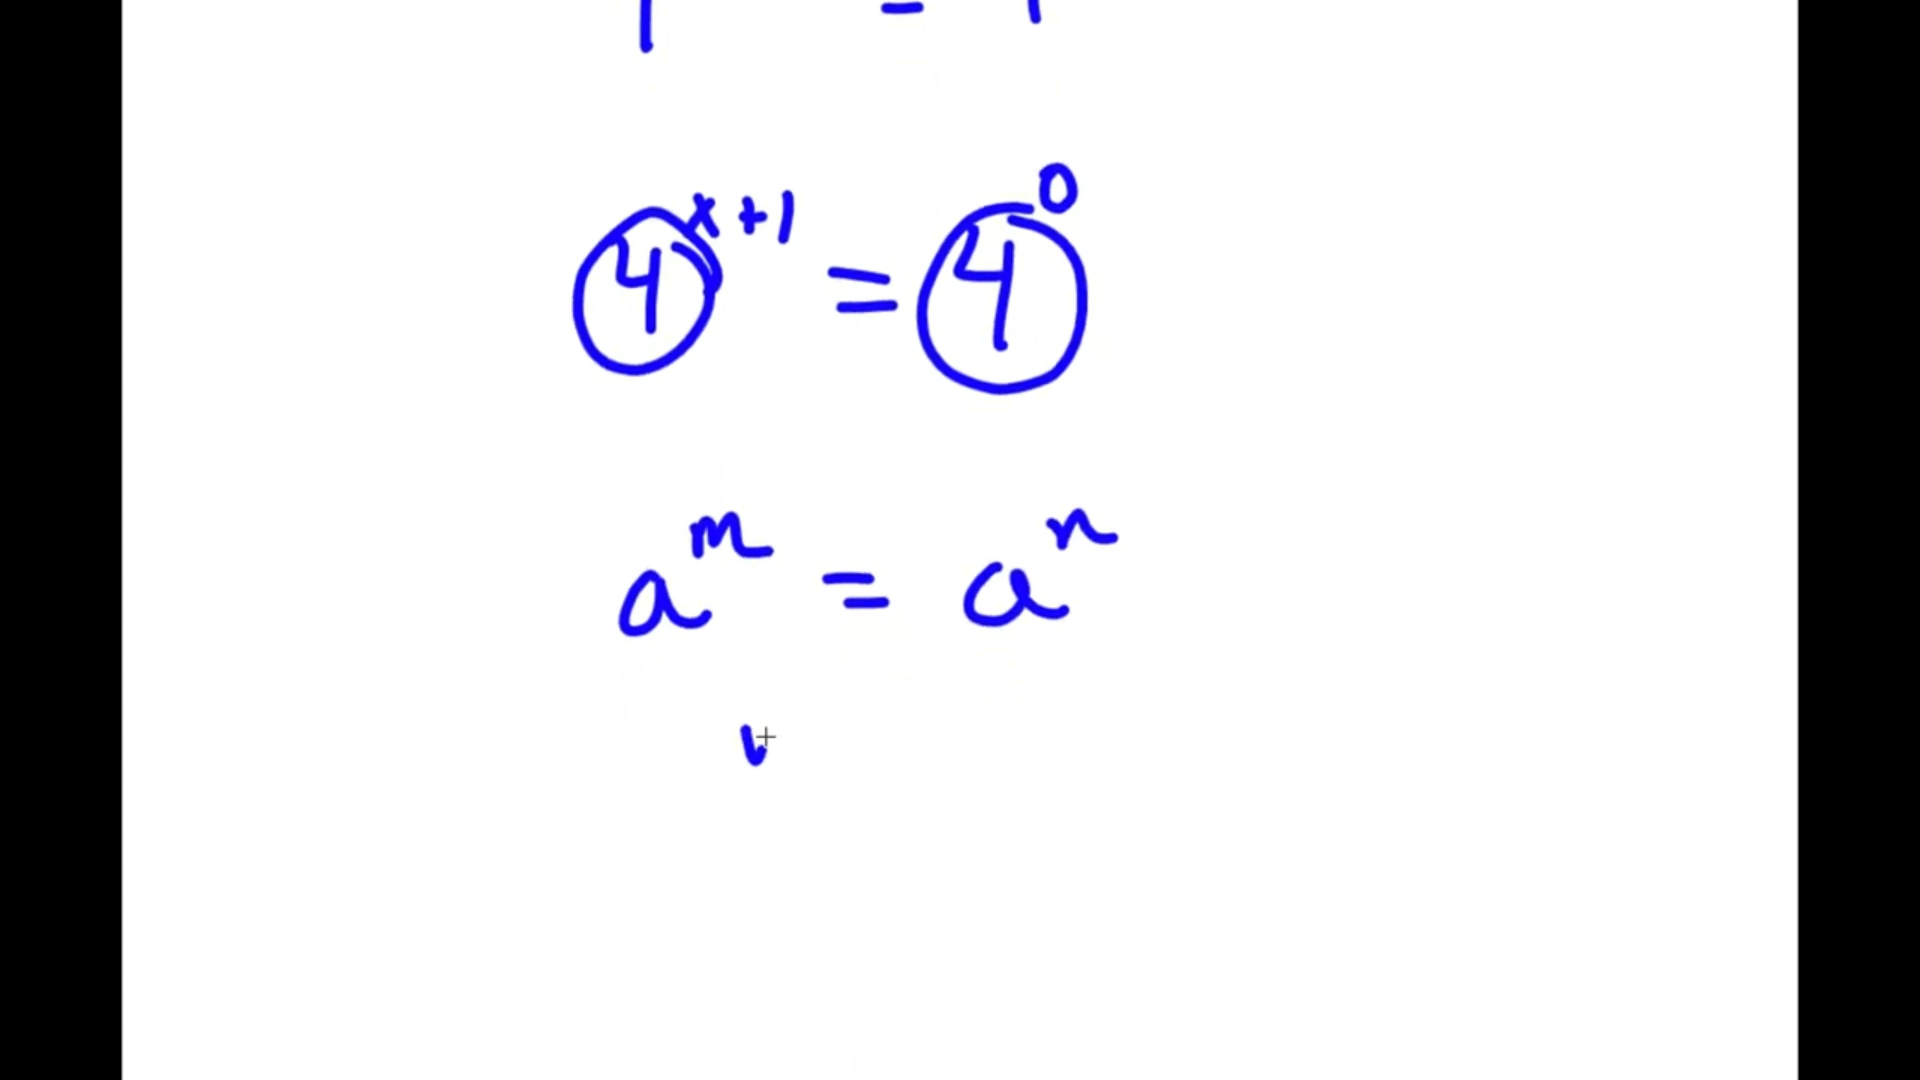 4^{x+1} = 4^0
a^m = a^n